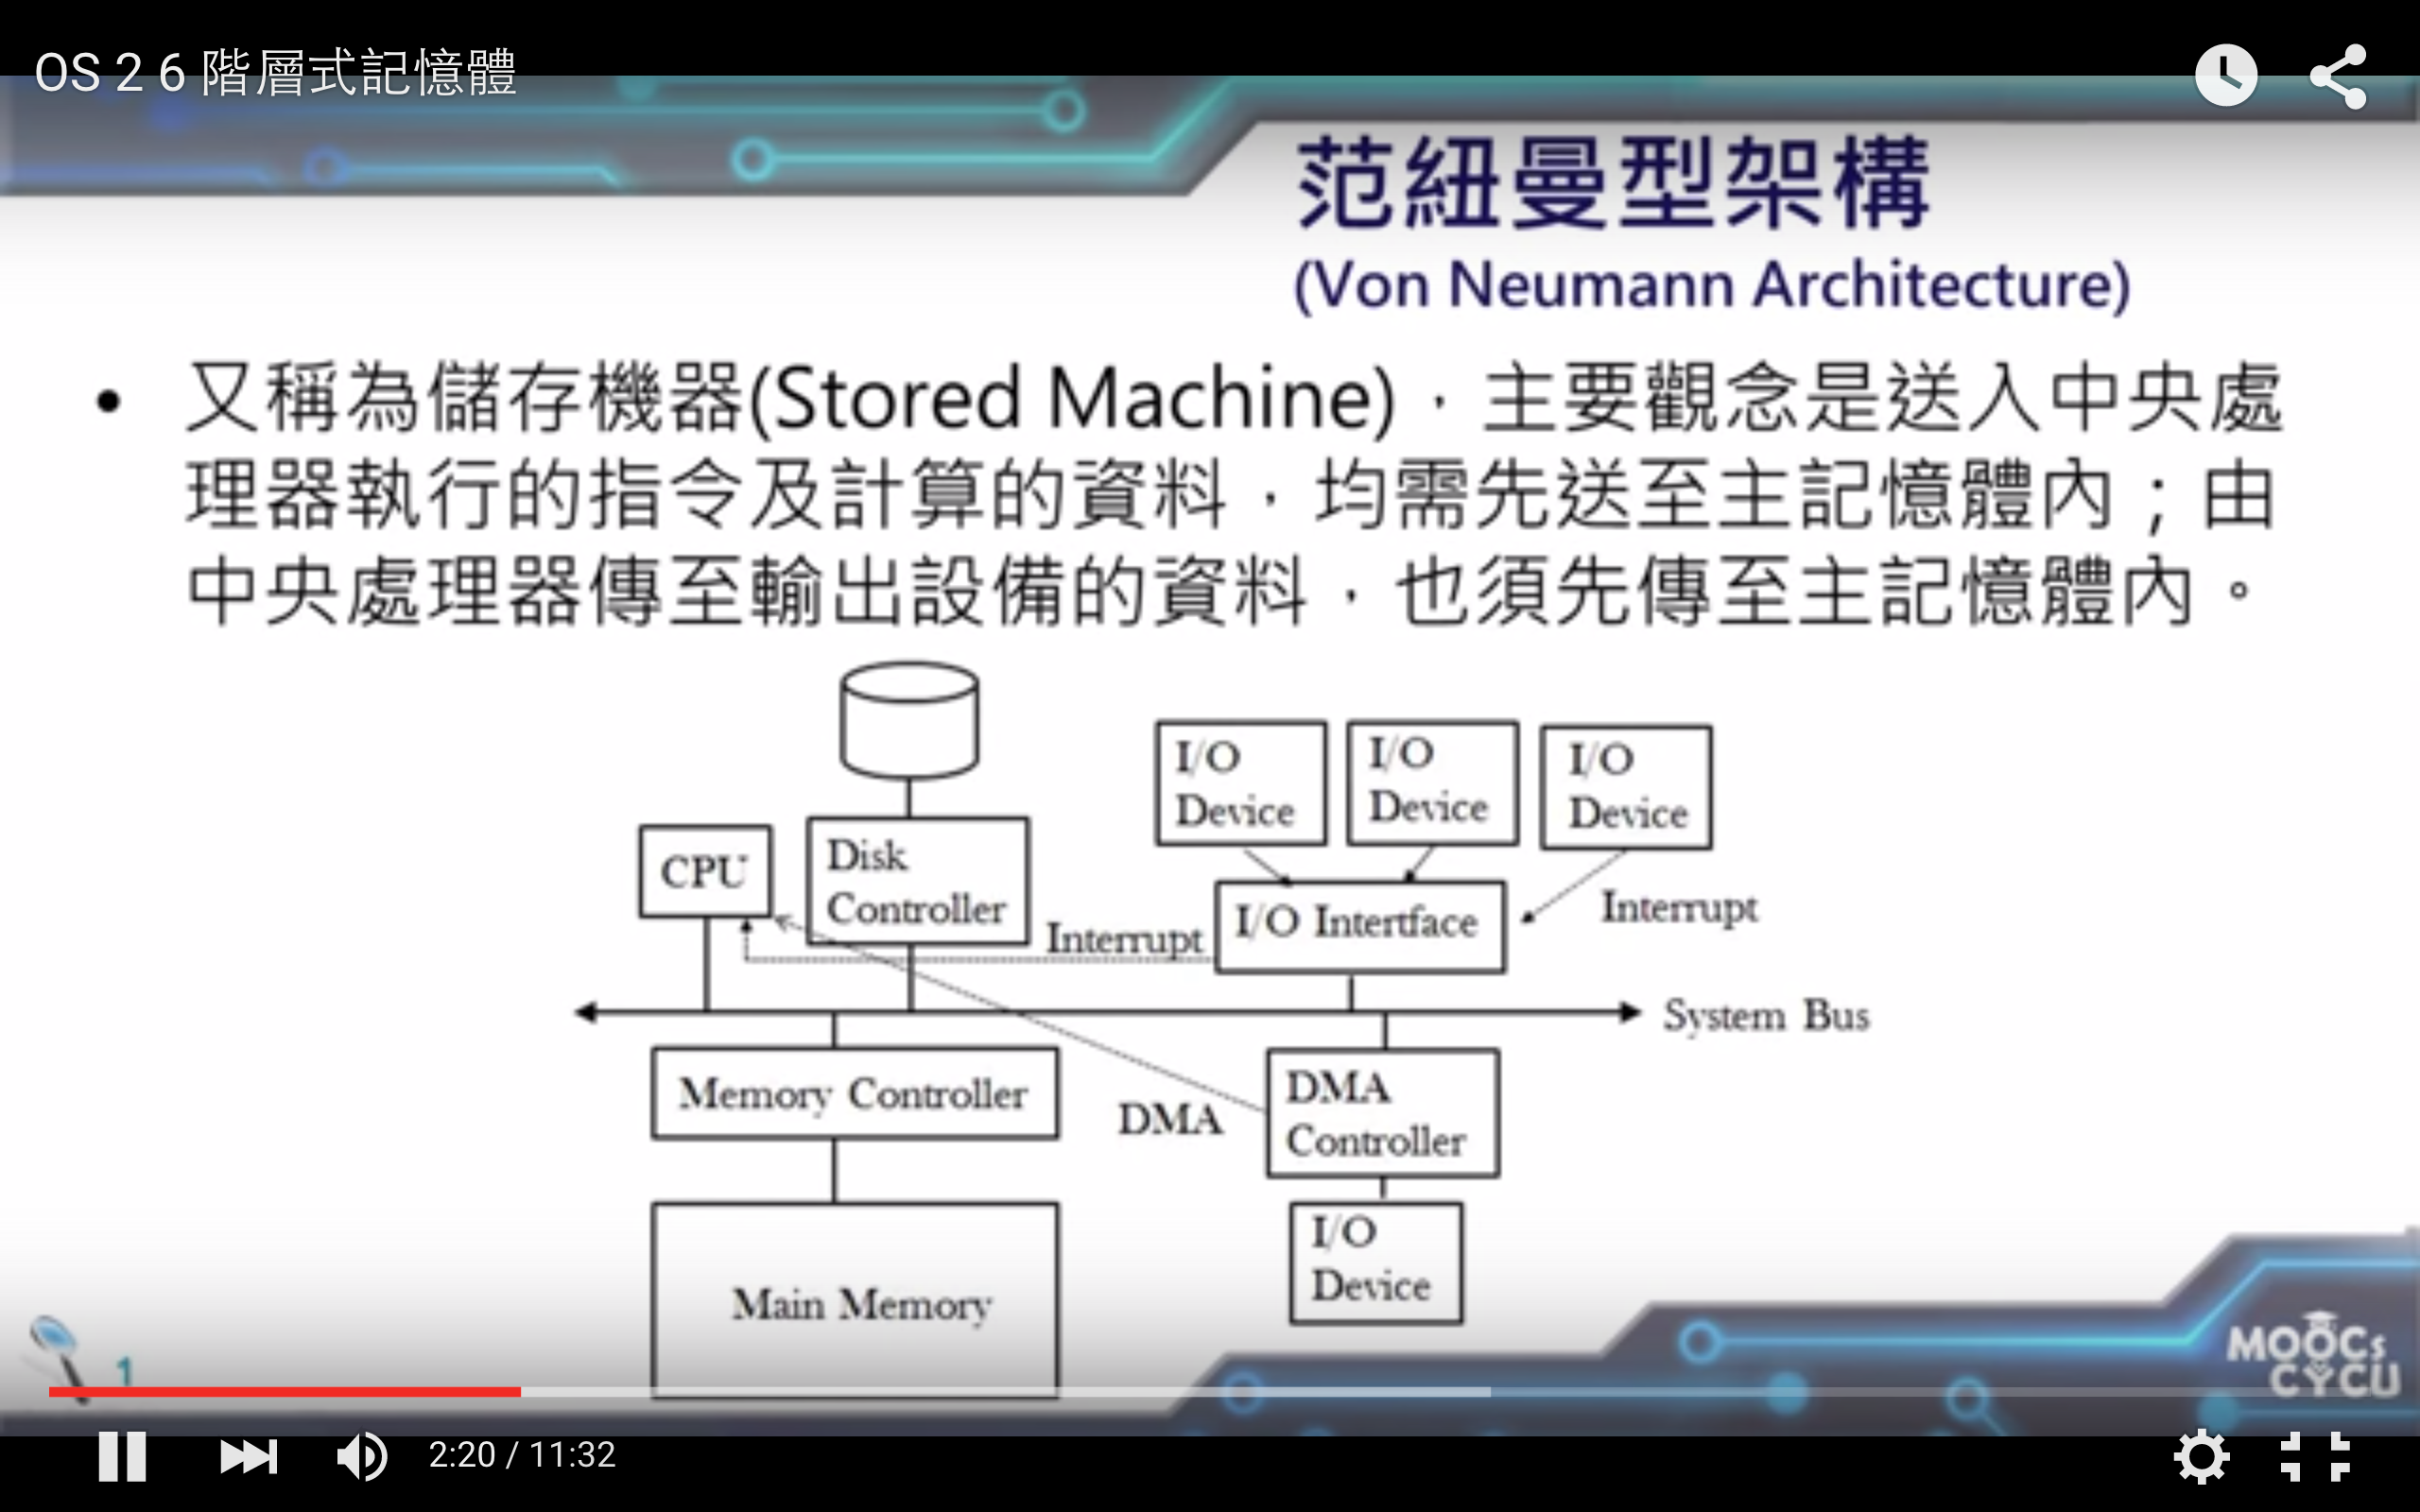 OS 2 6 階層式記憶體
范紐曼型架構
(Von Neumann Architecture)
• 又稱為儲存機器(Stored Machine)，主要觀念是送入中央處
理器執行的指令及計算的資料，均需先送至主記憶體內；由
中央處理器傳至輸出設備的資料，也須先傳至主記憶體內。
I/O
Device
I/O
Device
I/O
Device
CPU
Disk
Controller
Interrupt
I/O Intertface
Interrupt
System Bus
Memory Controller
DMA
DMA
Controller
Main Memory
I/O
Device
1
MOOCs
CYCU
2:20 / 11:32